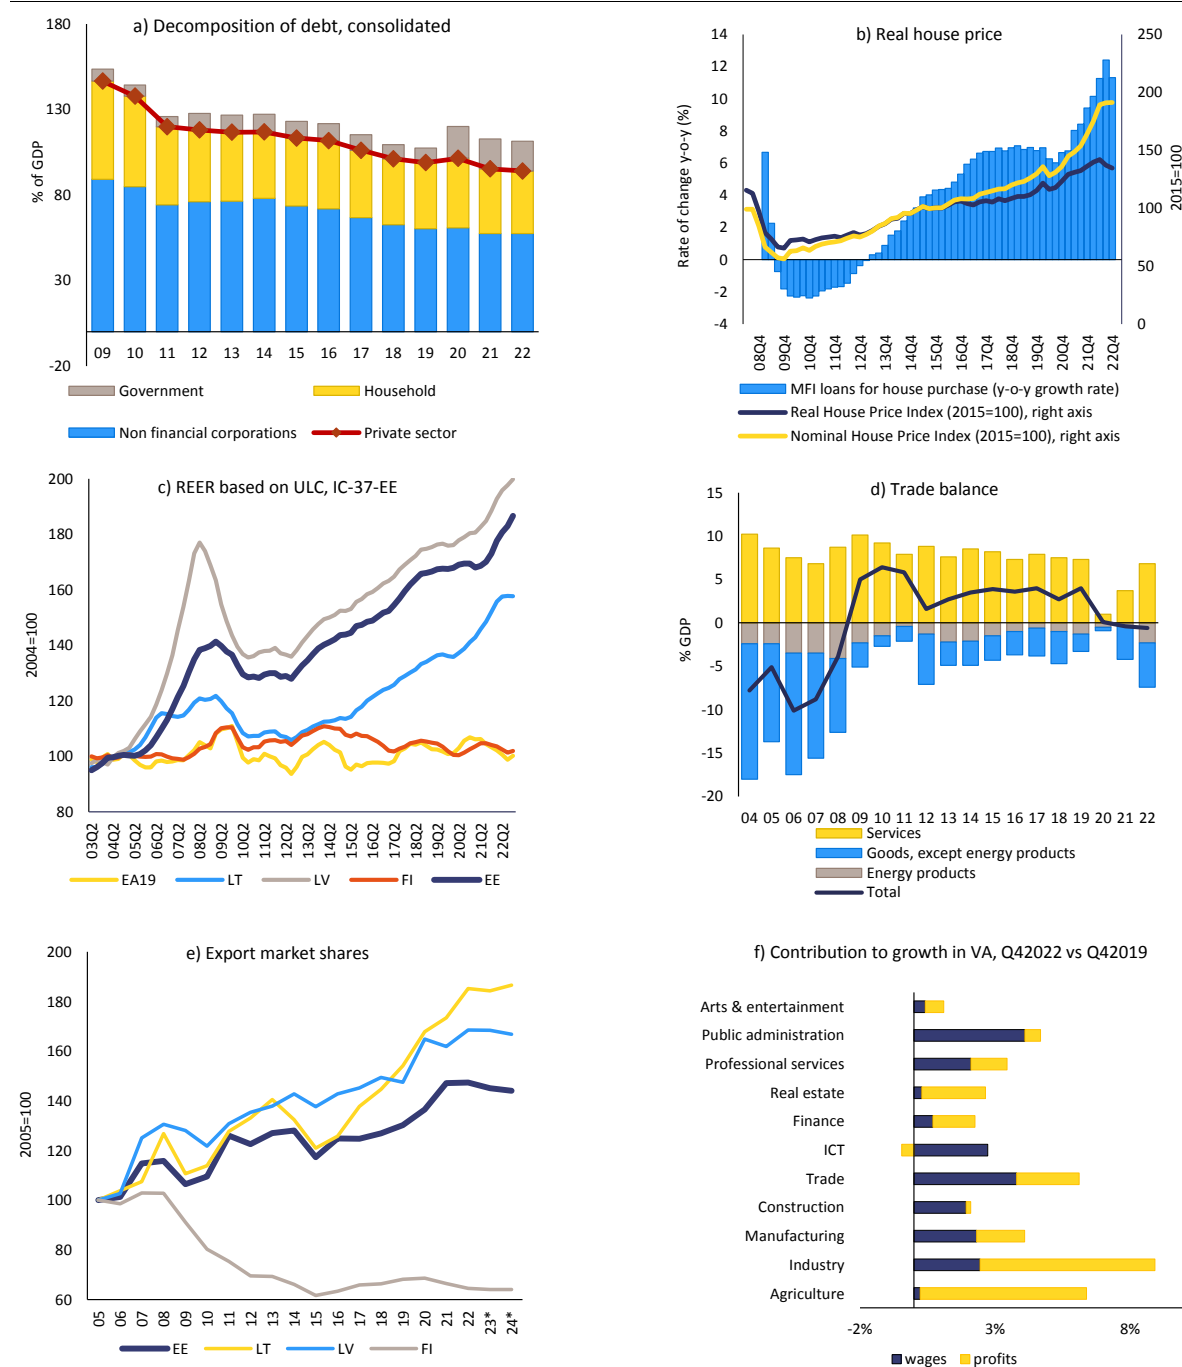 a) Decomposition of debt, consolidated
180
130
80
30
-20
% of GDP
09 10 11 12 13 14 15 16 17 18 19 20 21 22
Government
Household
Non financial corporations
Private sector
b) Real house price
14
12
10
8
6
4
2
0
-2
-4
Rate of change y-o-y (%)
250
200
150
100
50
0
2015=100
08Q4 09Q4 10Q4 11Q4 12Q4 13Q4 14Q4 15Q4 16Q4 17Q4 18Q4 19Q4 20Q4 21Q4 22Q4
MFI loans for house purchase (y-o-y growth rate)
Real House Price Index (2015=100), right axis
Nominal House Price Index (2015=100), right axis
c) REER based on ULC, IC-37-EE
200
180
160
140
120
100
80
2004=100
03Q2 04Q2 05Q2 06Q2 07Q2 08Q2 09Q2 10Q2 11Q2 12Q2 13Q2 14Q2 15Q2 16Q2 17Q2 18Q2 19Q2 20Q2 21Q2 22Q2
EA19 LT LV FI EE
d) Trade balance
15
10
5
0
-5
-10
-15
-20
% GDP
04 05 06 07 08 09 10 11 12 13 14 15 16 17 18 19 20 21 22
Services
Goods, except energy products
Energy products
Total
e) Export market shares
200
180
160
140
120
100
80
60
2005=100
05 06 07 08 09 10 11 12 13 14 15 16 17 18 19 20 21 22 23* 24*
EE LT LV FI
f) Contribution to growth in VA, Q42022 vs Q42019
Arts & entertainment
Public administration
Professional services
Real estate
Finance
ICT
Trade
Construction
Manufacturing
Industry
Agriculture
-2% 3% 8%
wages profits